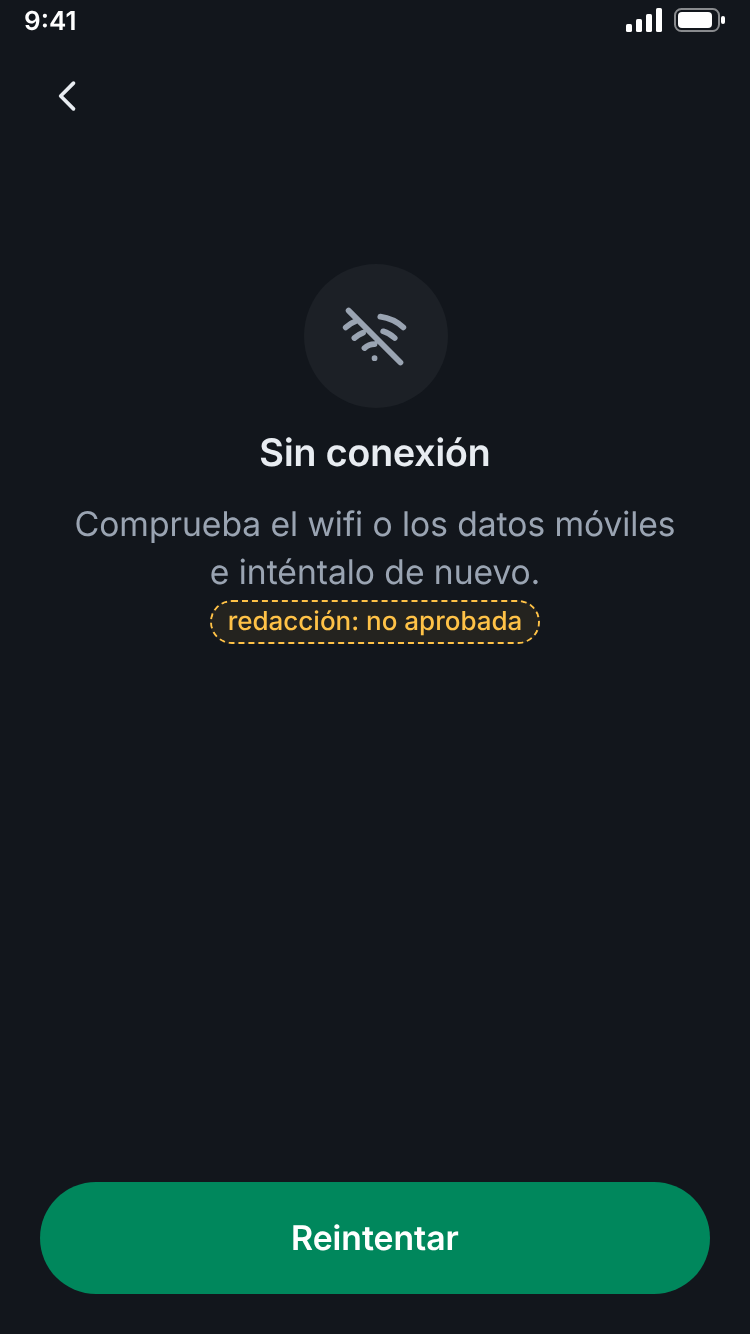 9:41
Sin conexión
Comprueba el wifi o los datos móviles
e inténtalo de nuevo.
redacción: no aprobada
Reintentar